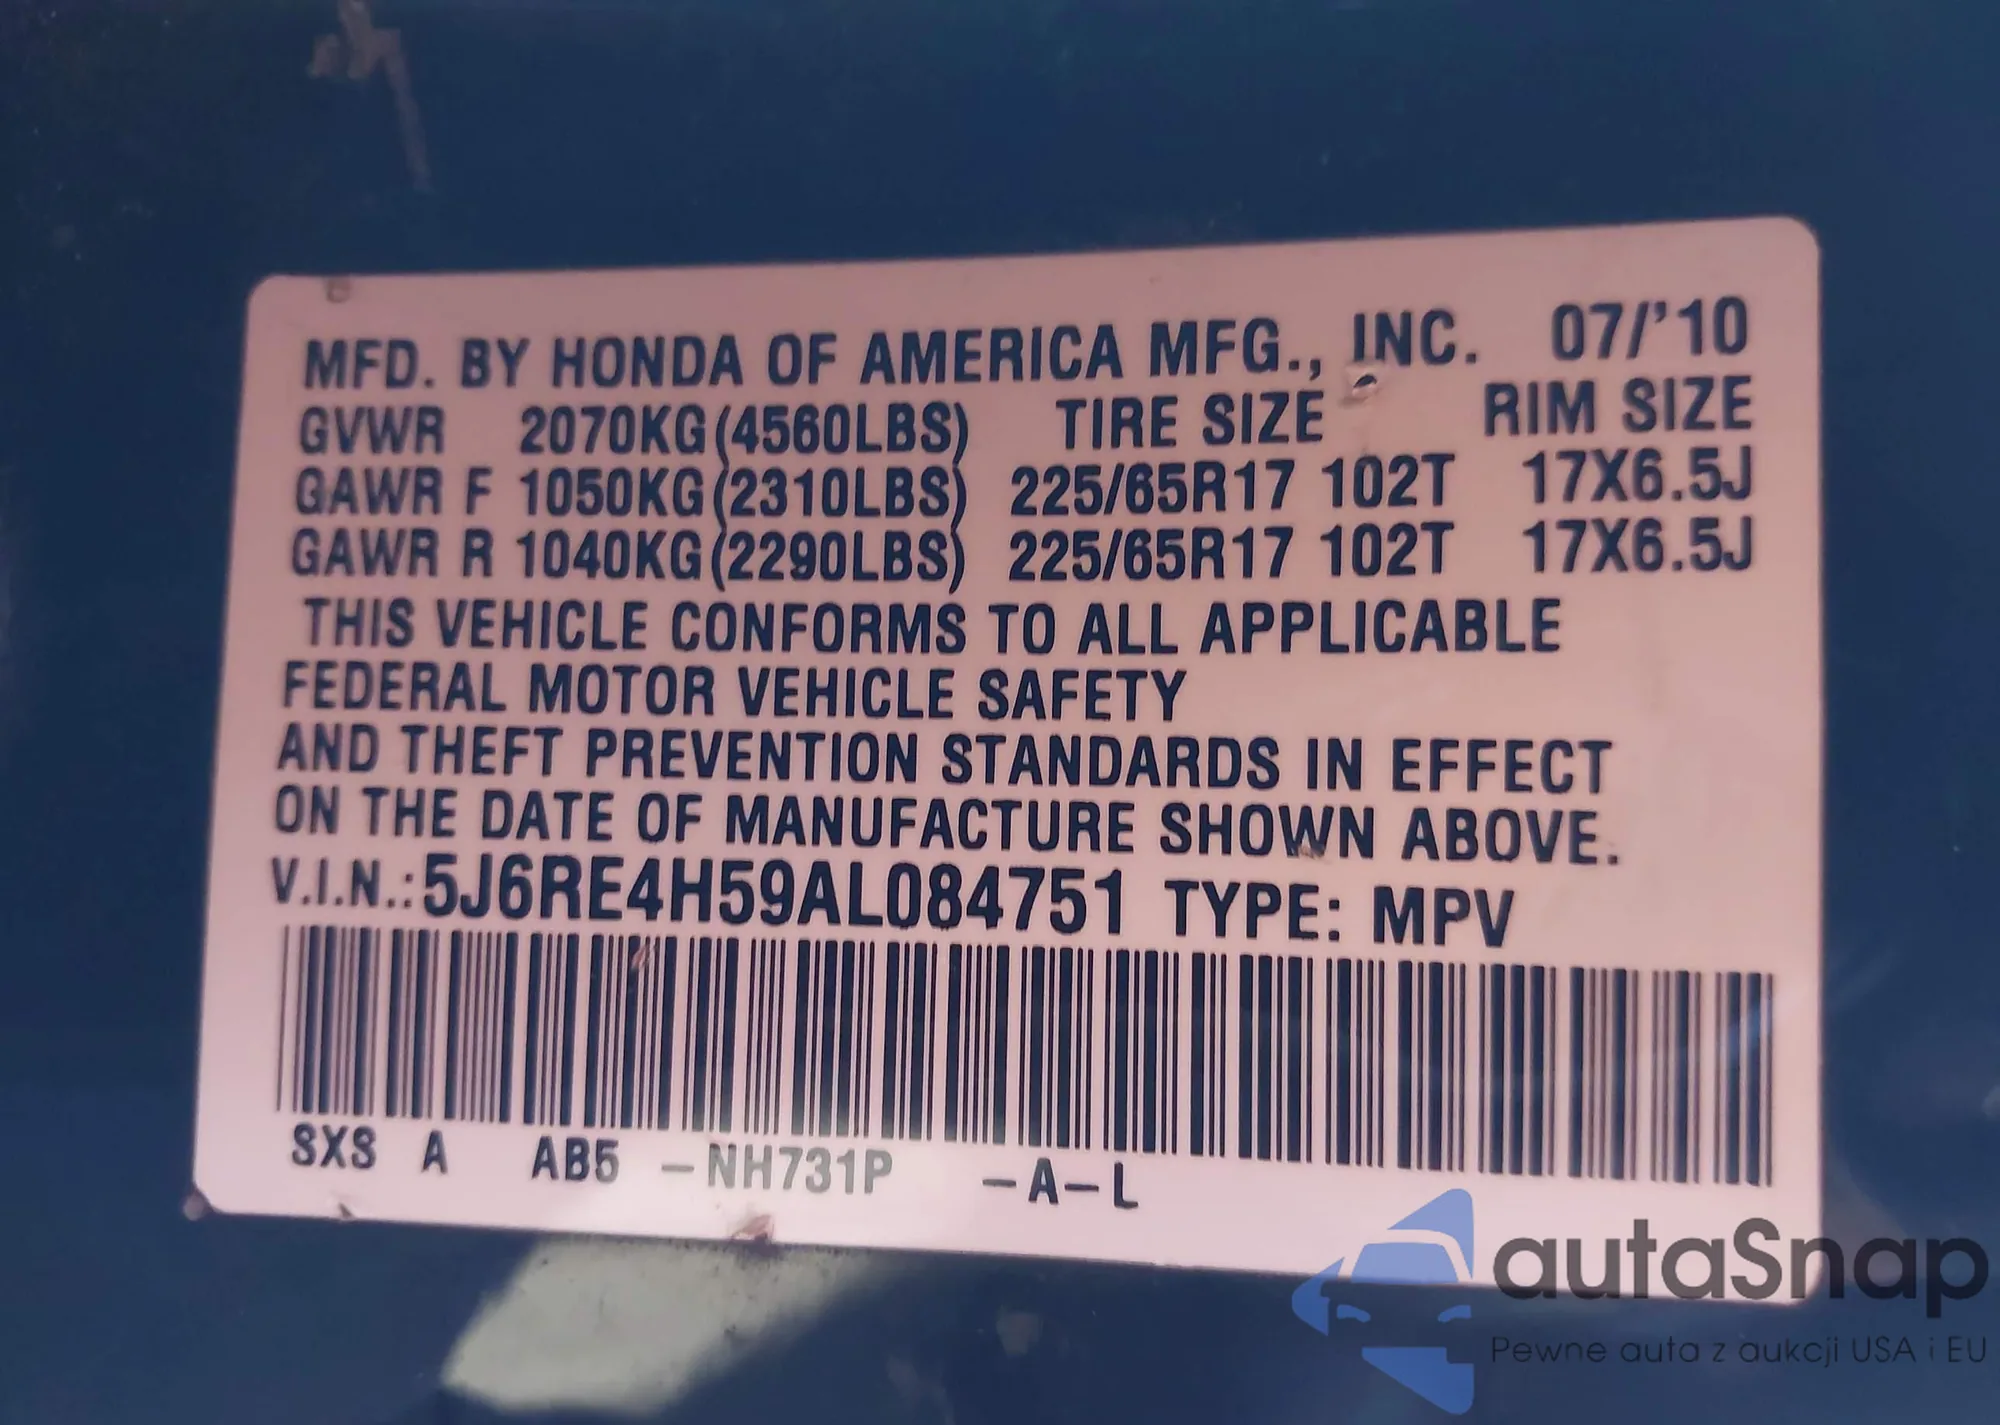 MFD. BY HONDA OF AMERICA MFG., INC. 07/'10
GVWR 2070KG(4560LBS) TIRE SIZE RIM SIZE
GAWR F 1050KG(2310LBS) 225/65R17 102T 17X6.5J
GAWR R 1040KG(2290LBS) 225/65R17 102T 17X6.5J
THIS VEHICLE CONFORMS TO ALL APPLICABLE
FEDERAL MOTOR VEHICLE SAFETY
AND THEFT PREVENTION STANDARDS IN EFFECT
ON THE DATE OF MANUFACTURE SHOWN ABOVE.
V.I.N.:5J6RE4H59AL084751 TYPE: MPV
SXS A AB5 -NH731P -A-L
autaSnap
Pewne auta z aukcji USA i EU